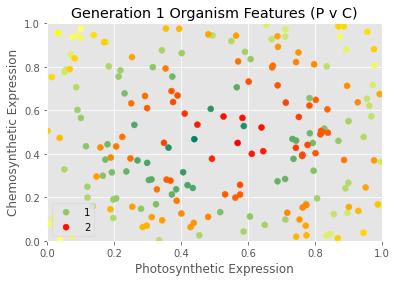 Generation 1 Organism Features (P v C)
Chemosynthetic Expression
1.0
0.8
0.6
0.4
0.2
0.0
1
2
0.0 0.2 0.4 0.6 0.8 1.0
Photosynthetic Expression